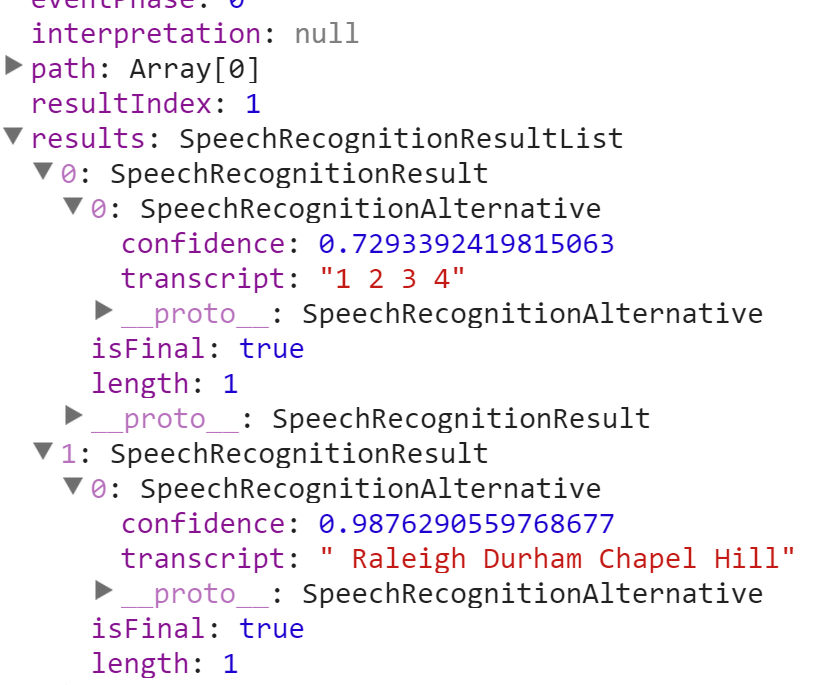 eventPhase: 0
interpretation: null
path: Array[0]
resultIndex: 1
results: SpeechRecognitionResultList
0: SpeechRecognitionResult
0: SpeechRecognitionAlternative
confidence: 0.7293392419815063
transcript: "1 2 3 4"
__proto__: SpeechRecognitionAlternative
isFinal: true
length: 1
__proto__: SpeechRecognitionResult
1: SpeechRecognitionResult
0: SpeechRecognitionAlternative
confidence: 0.9876290559768677
transcript: " Raleigh Durham Chapel Hill"
__proto__: SpeechRecognitionAlternative
isFinal: true
length: 1